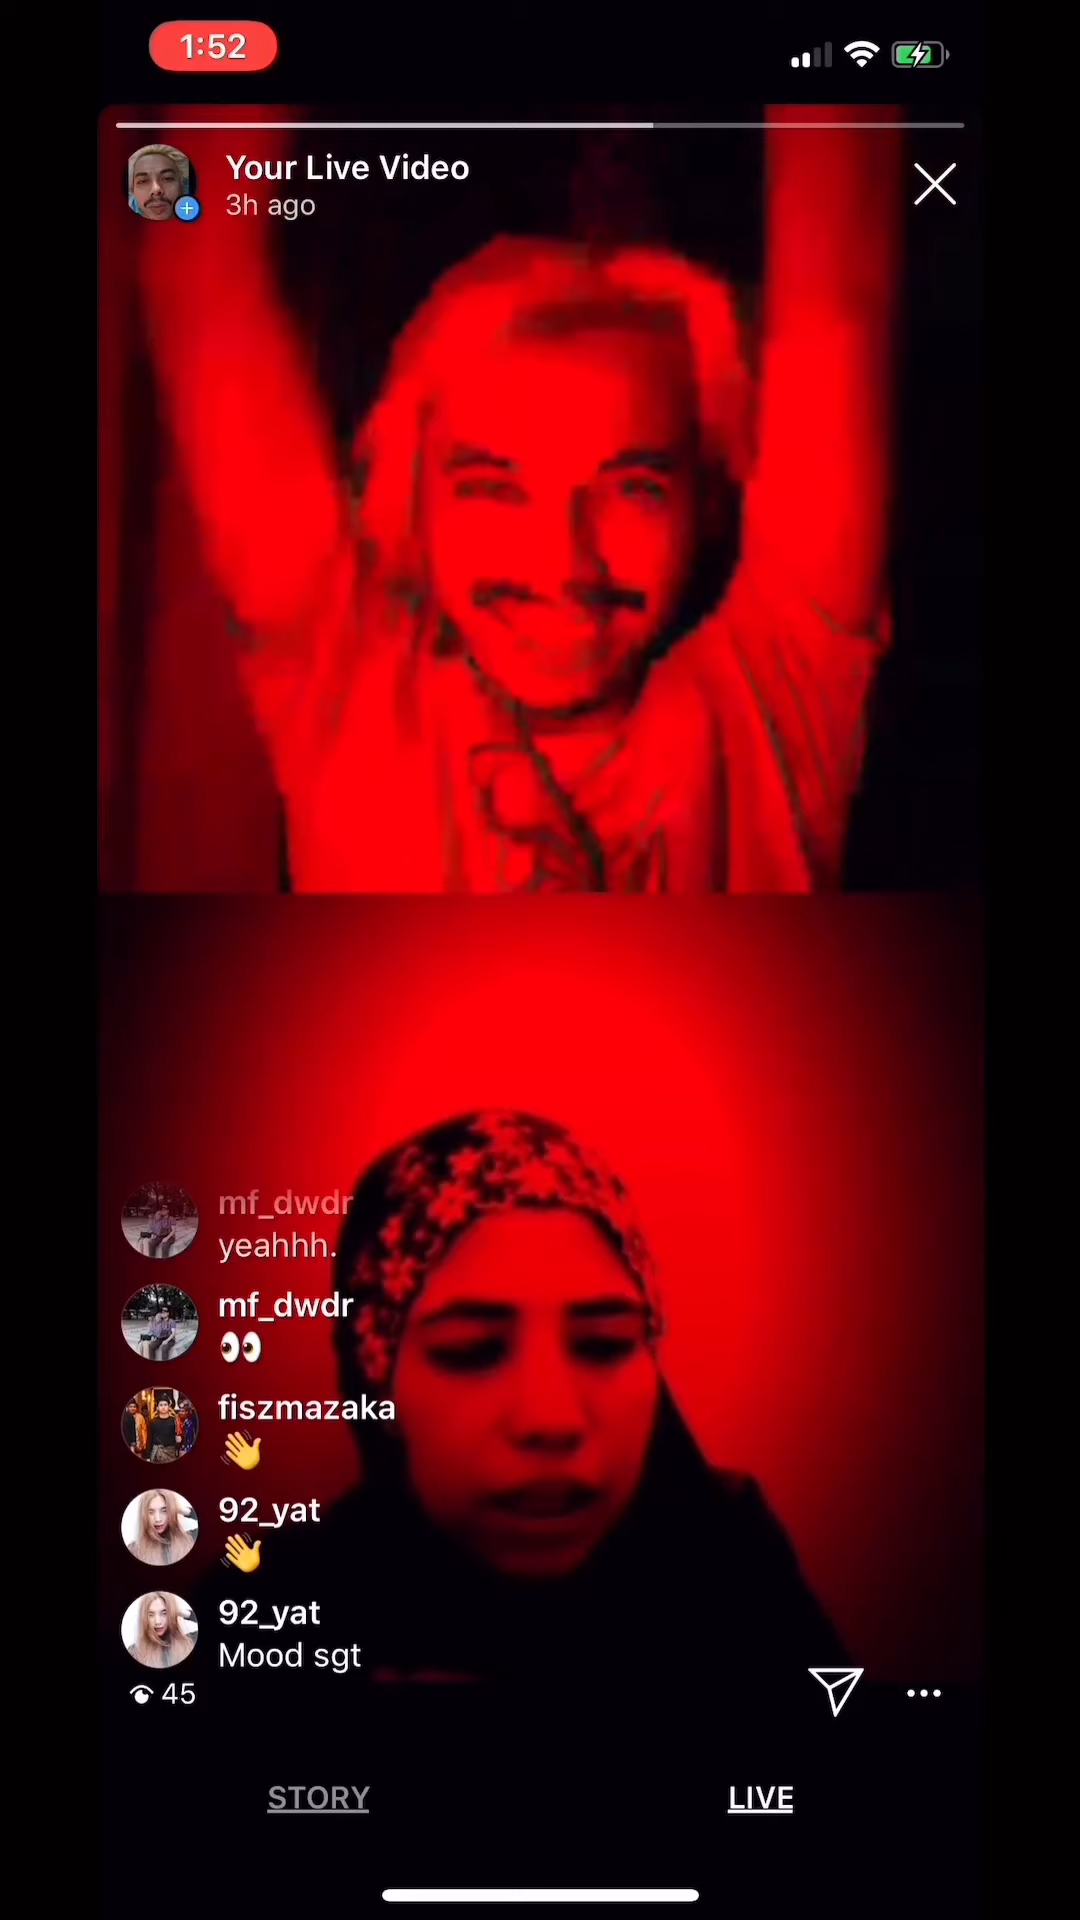 1:52
Your Live Video
3h ago
mf_dwdr
yeahhh.
mf_dwdr
👀
fiszmazaka
👋
92_yat
👋
92_yat
Mood sgt
45
STORY
LIVE